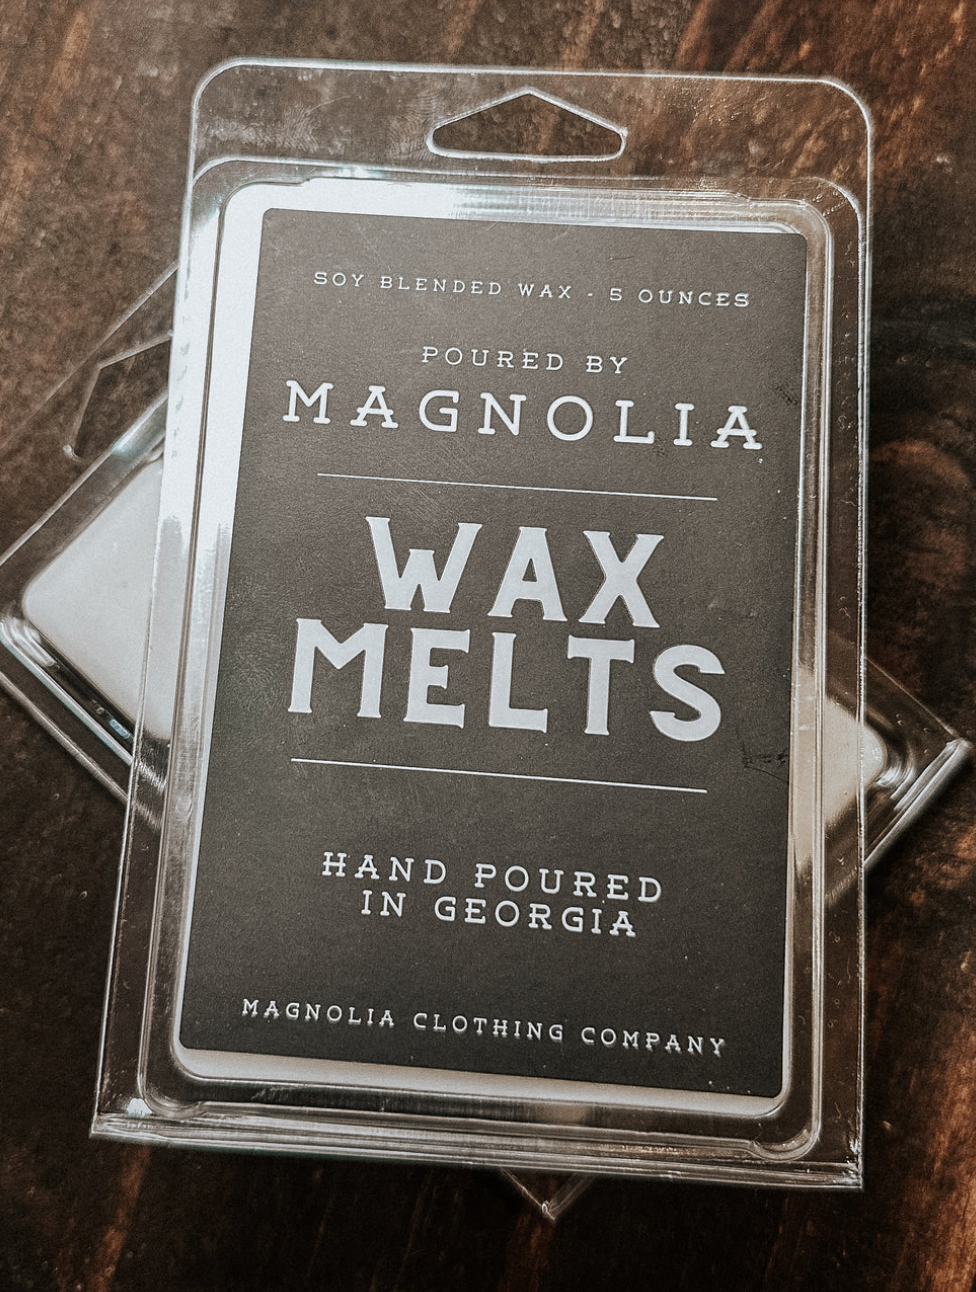 SOY BLENDED WAX - 5 OUNCES
POURED BY
MAGNOLIA
WAX
MELTS
HAND POURED
IN GEORGIA
MAGNOLIA CLOTHING COMPANY